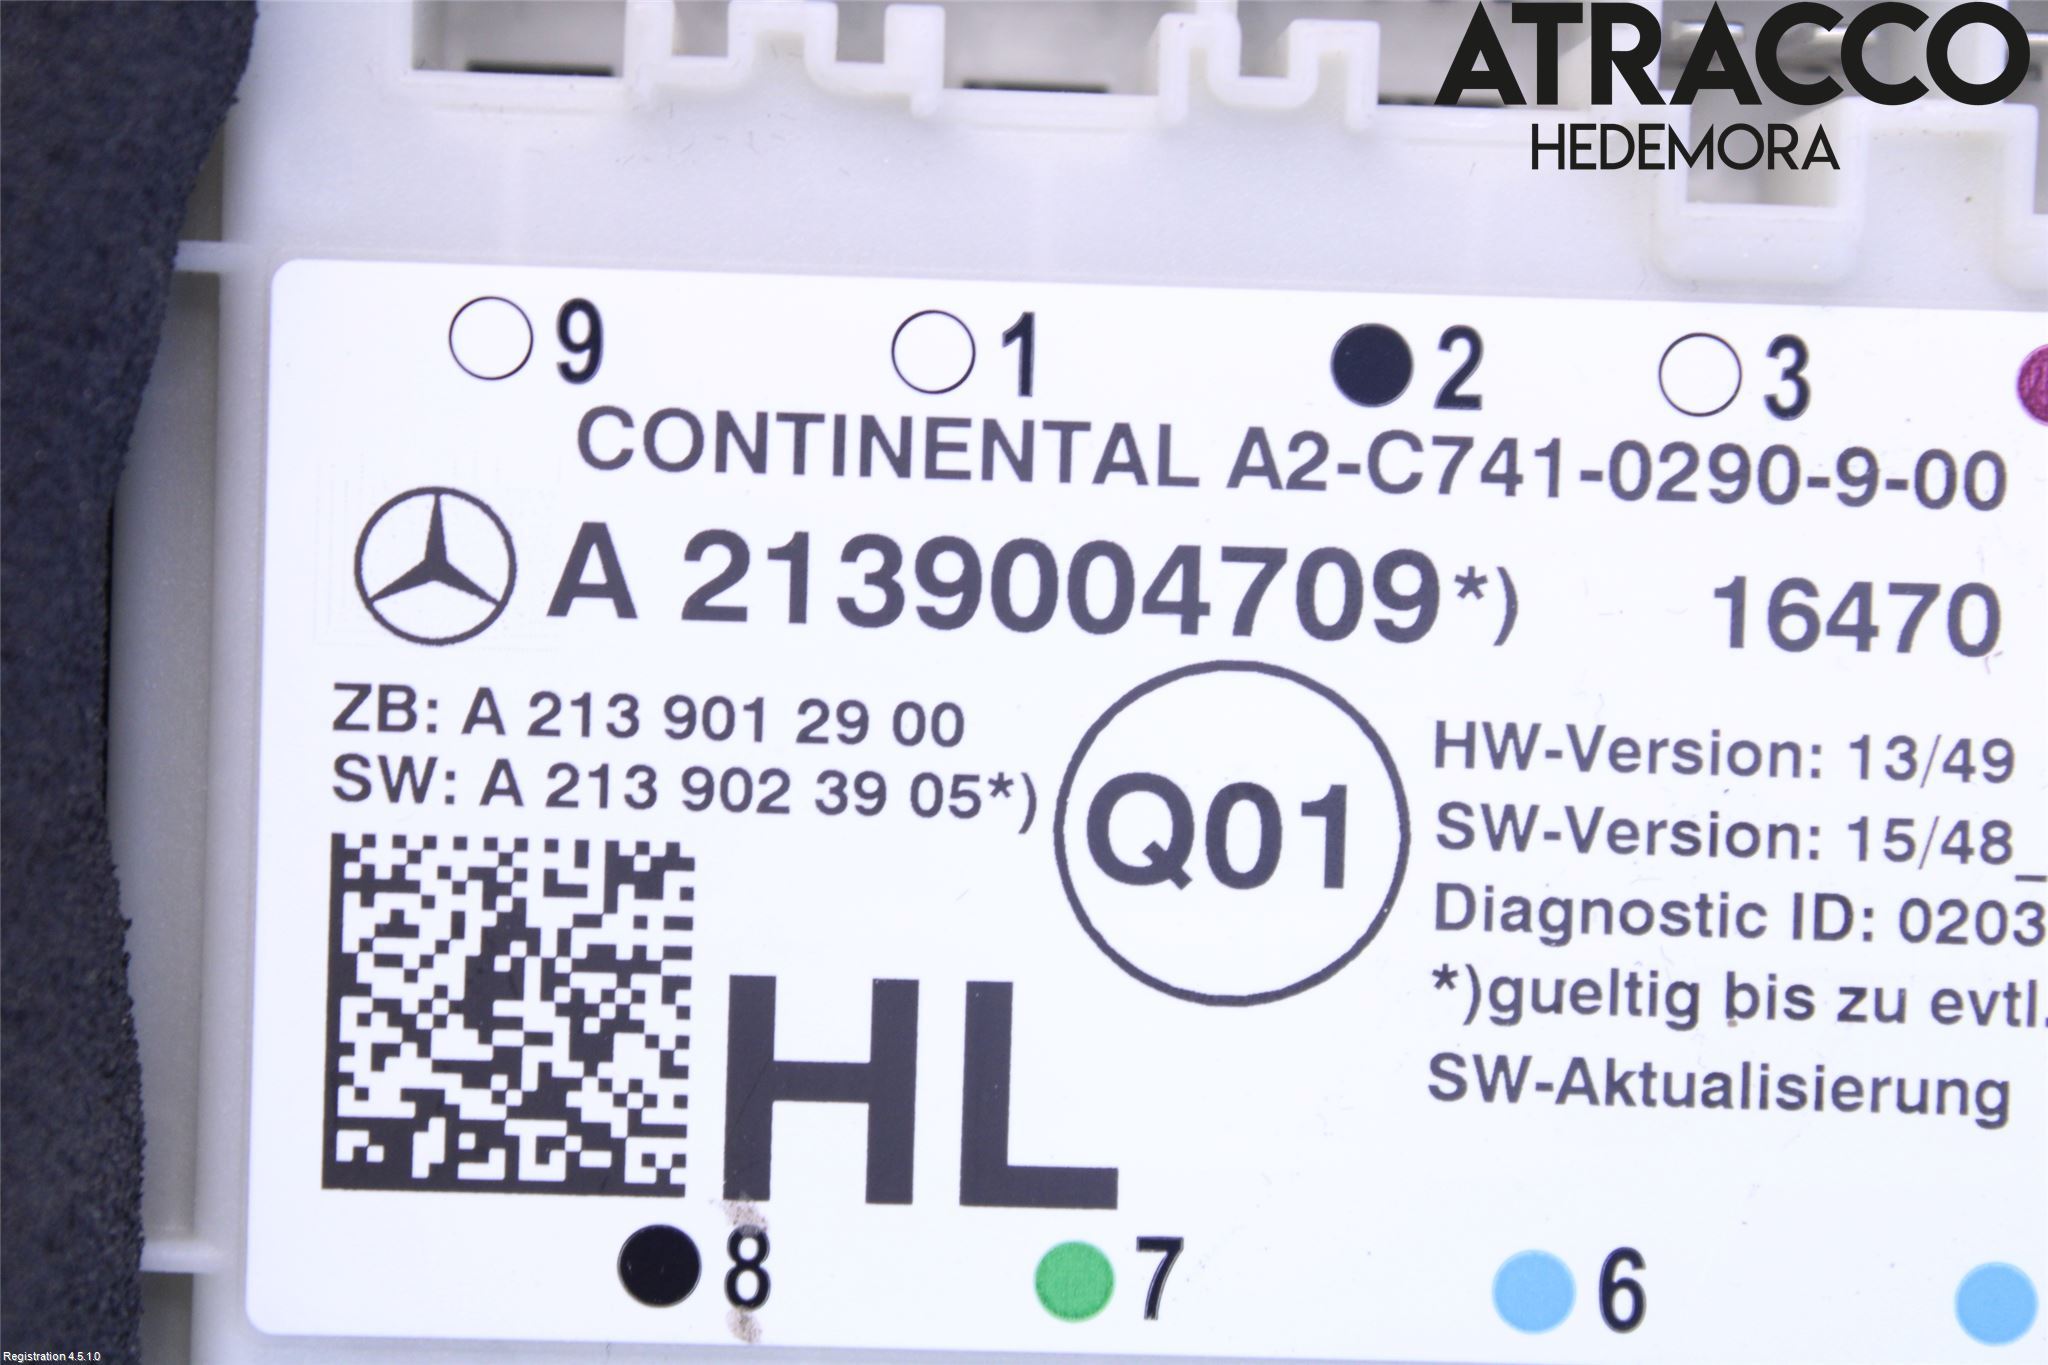 ATRACCO
HEDEMORA
9 1 2 3
CONTINENTAL A2-C741-0290-9-00
A 2139004709*) 16470
ZB: A 213 901 29 00
SW: A 213 902 39 05*)
Q01
HW-Version: 13/49
SW-Version: 15/48_
Diagnostic ID: 0203
*)gueltig bis zu evtl.
SW-Aktualisierung
HL
8 7 6
Registration 4.5.1.0